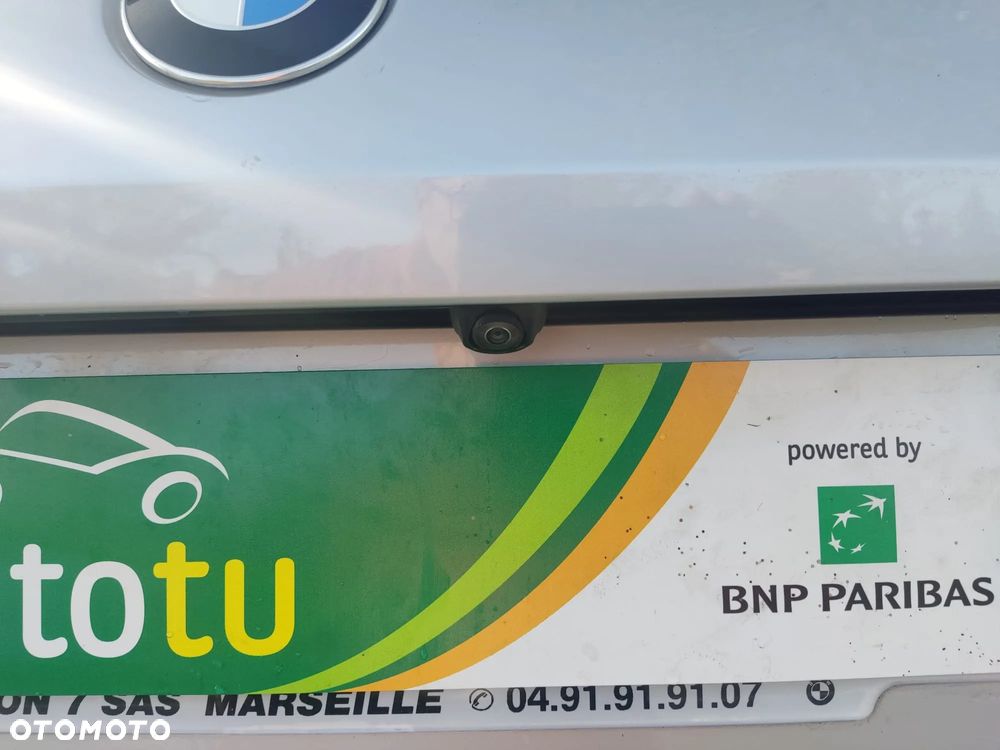 powered by
totu
BNP PARIBAS
ON 7 SAS MARSEILLE ✆ 04.91.91.91.07
OTOMOTO